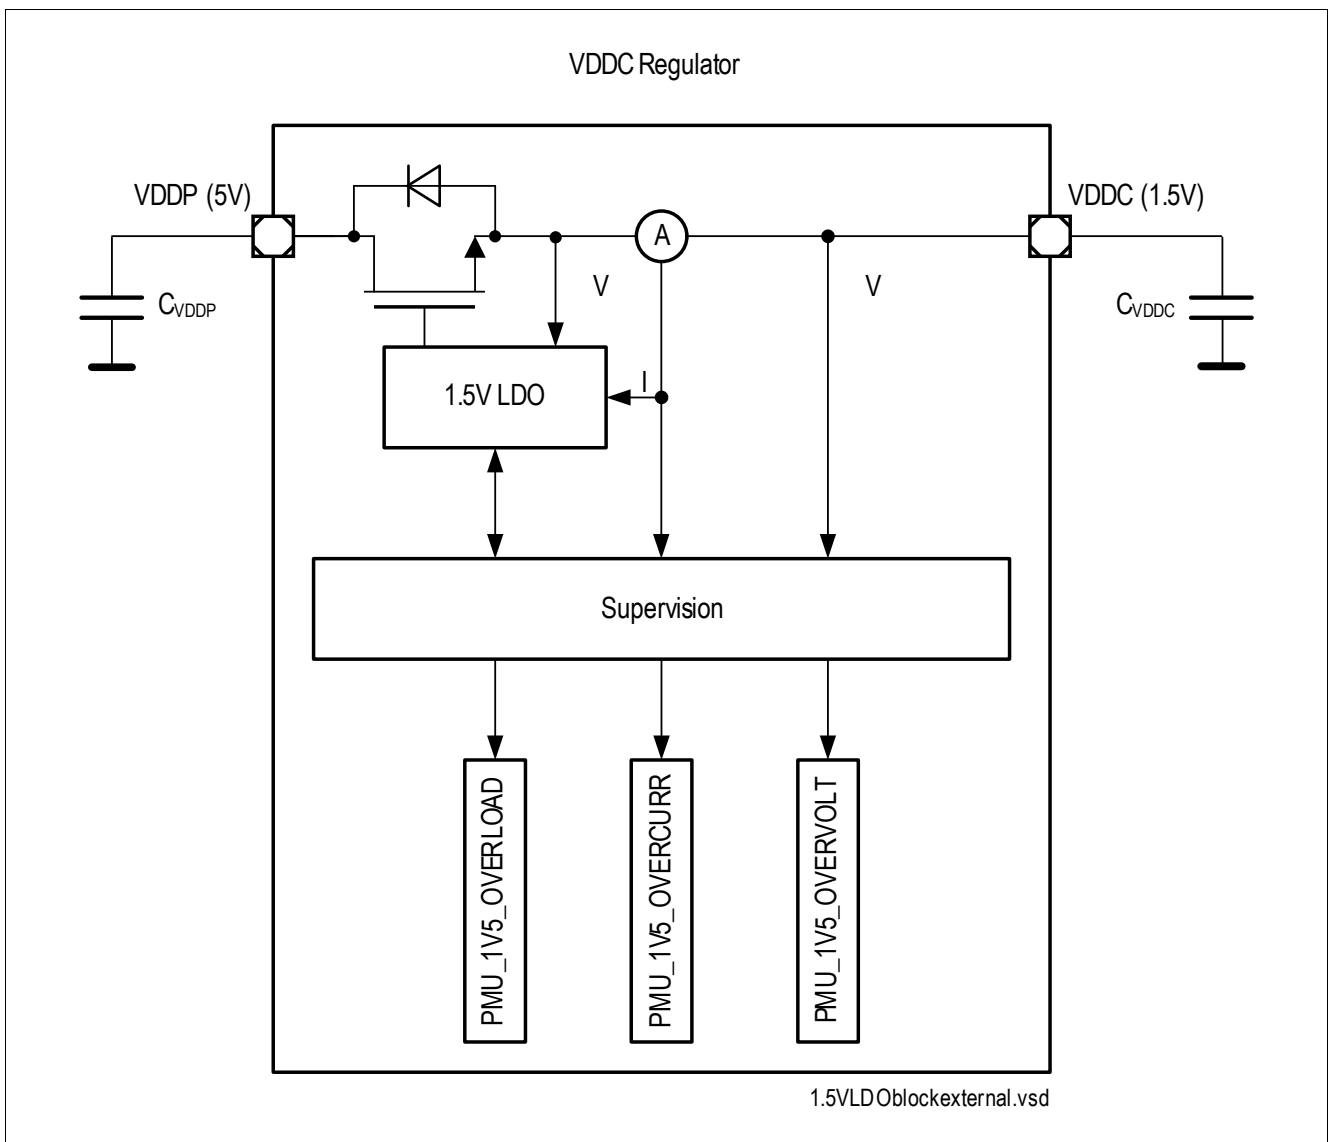 VDDC Regulator
VDDP (5V)
VDDC (1.5V)
A
V
V
CVDDP
CVDDC
I
1.5V LDO
Supervision
PMU_1V5_OVERLOAD
PMU_1V5_OVERCURR
PMU_1V5_OVERVOLT
1.5VLDOblockexternal.vsd